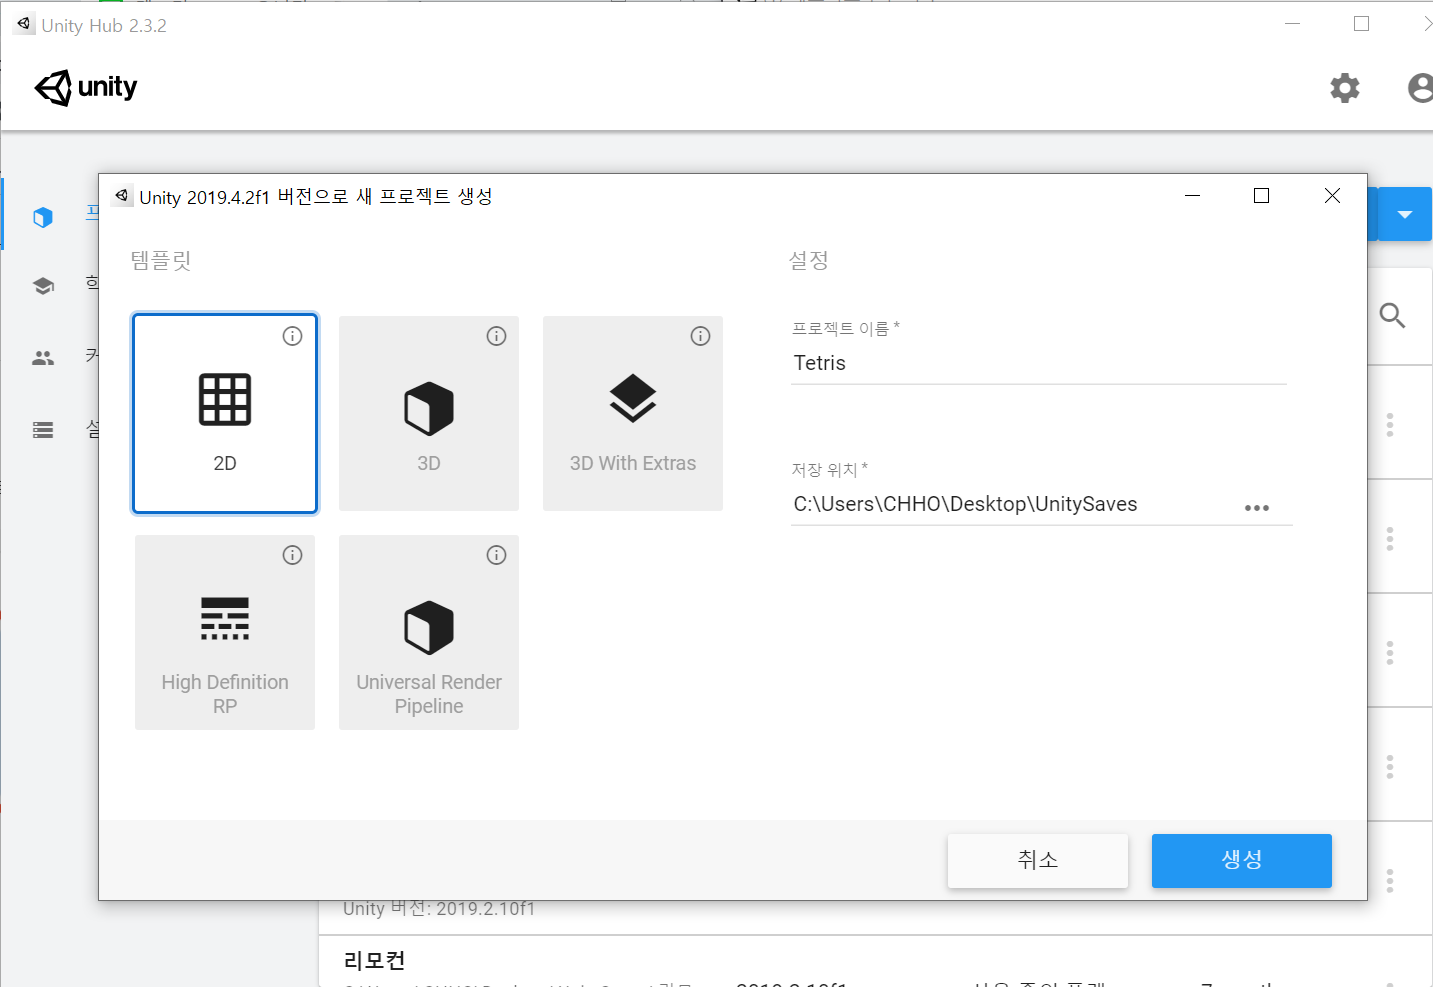 Unity Hub 2.3.2
unity
Unity 2019.4.2f1 버전으로 새 프로젝트 생성
템플릿
설정
2D
3D
3D With Extras
High Definition
RP
Universal Render
Pipeline
프로젝트 이름 *
Tetris
저장 위치 *
C:\Users\CHHO\Desktop\UnitySaves
취소
생성
Unity 버전: 2019.2.10f1
리모컨